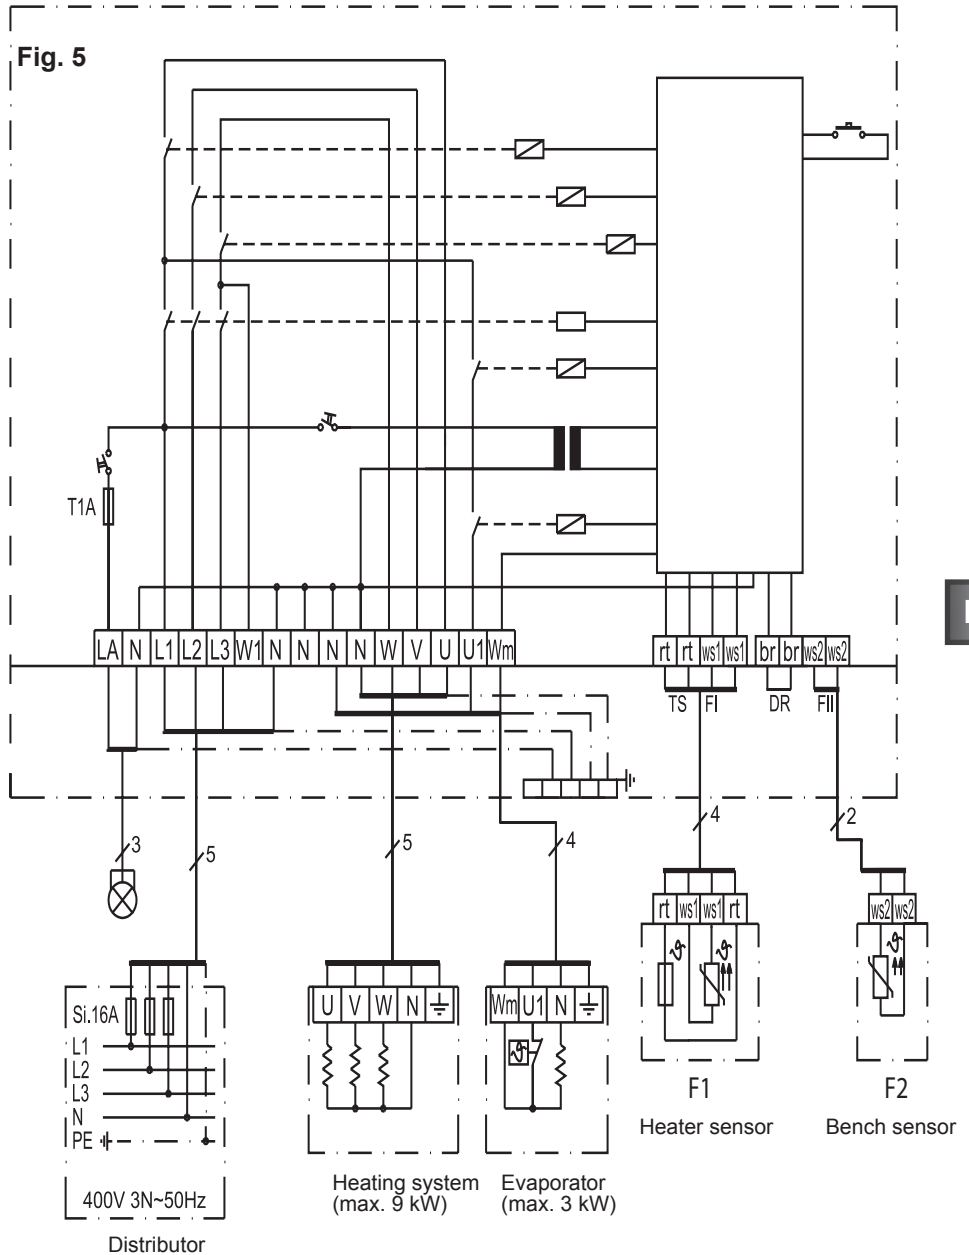 Fig. 5
T1A
LA N L1 L2 L3 W1 N N N N W V U U1 Wm
rt rt ws1 ws1 br br ws2 ws2
TS FI DR FII
3 5 5 4 4 2
rt ws1 ws1 rt
ws2 ws2
U V W N
Wm U1 N
Si.16A
L1
L2
L3
N
PE
400V 3N~50Hz
Distributor
Heating system
(max. 9 kW)
Evaporator
(max. 3 kW)
F1
Heater sensor
F2
Bench sensor